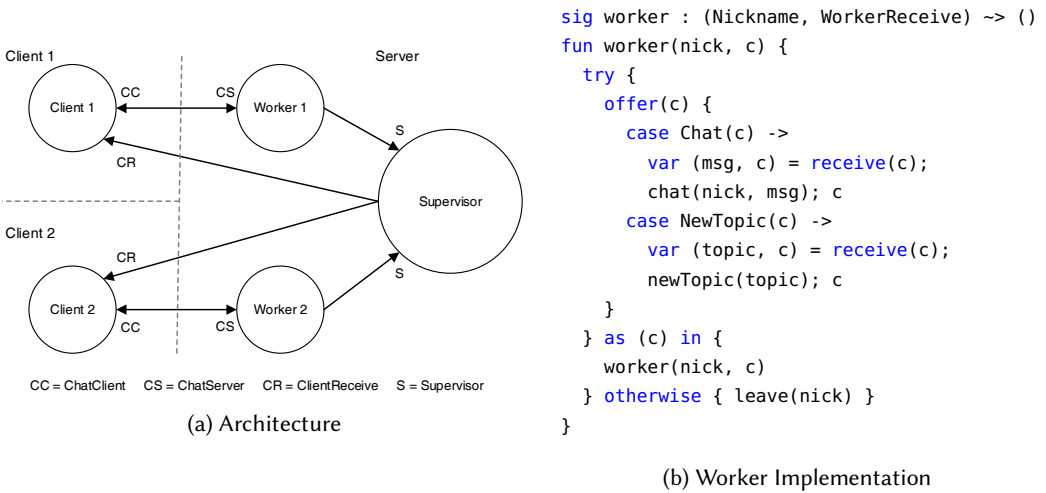 Client 1
Server
Client 1
CC
CS
Worker 1
S
CR
Supervisor
Client 2
CR
S
Client 2
CC
CS
Worker 2
CC = ChatClient CS = ChatServer CR = ClientReceive S = Supervisor
(a) Architecture
sig worker : (Nickname, WorkerReceive) ~> ()
fun worker(nick, c) {
  try {
    offer(c) {
      case Chat(c) ->
        var (msg, c) = receive(c);
        chat(nick, msg); c
      case NewTopic(c) ->
        var (topic, c) = receive(c);
        newTopic(topic); c
    }
  } as (c) in {
    worker(nick, c)
  } otherwise { leave(nick) }
}
(b) Worker Implementation